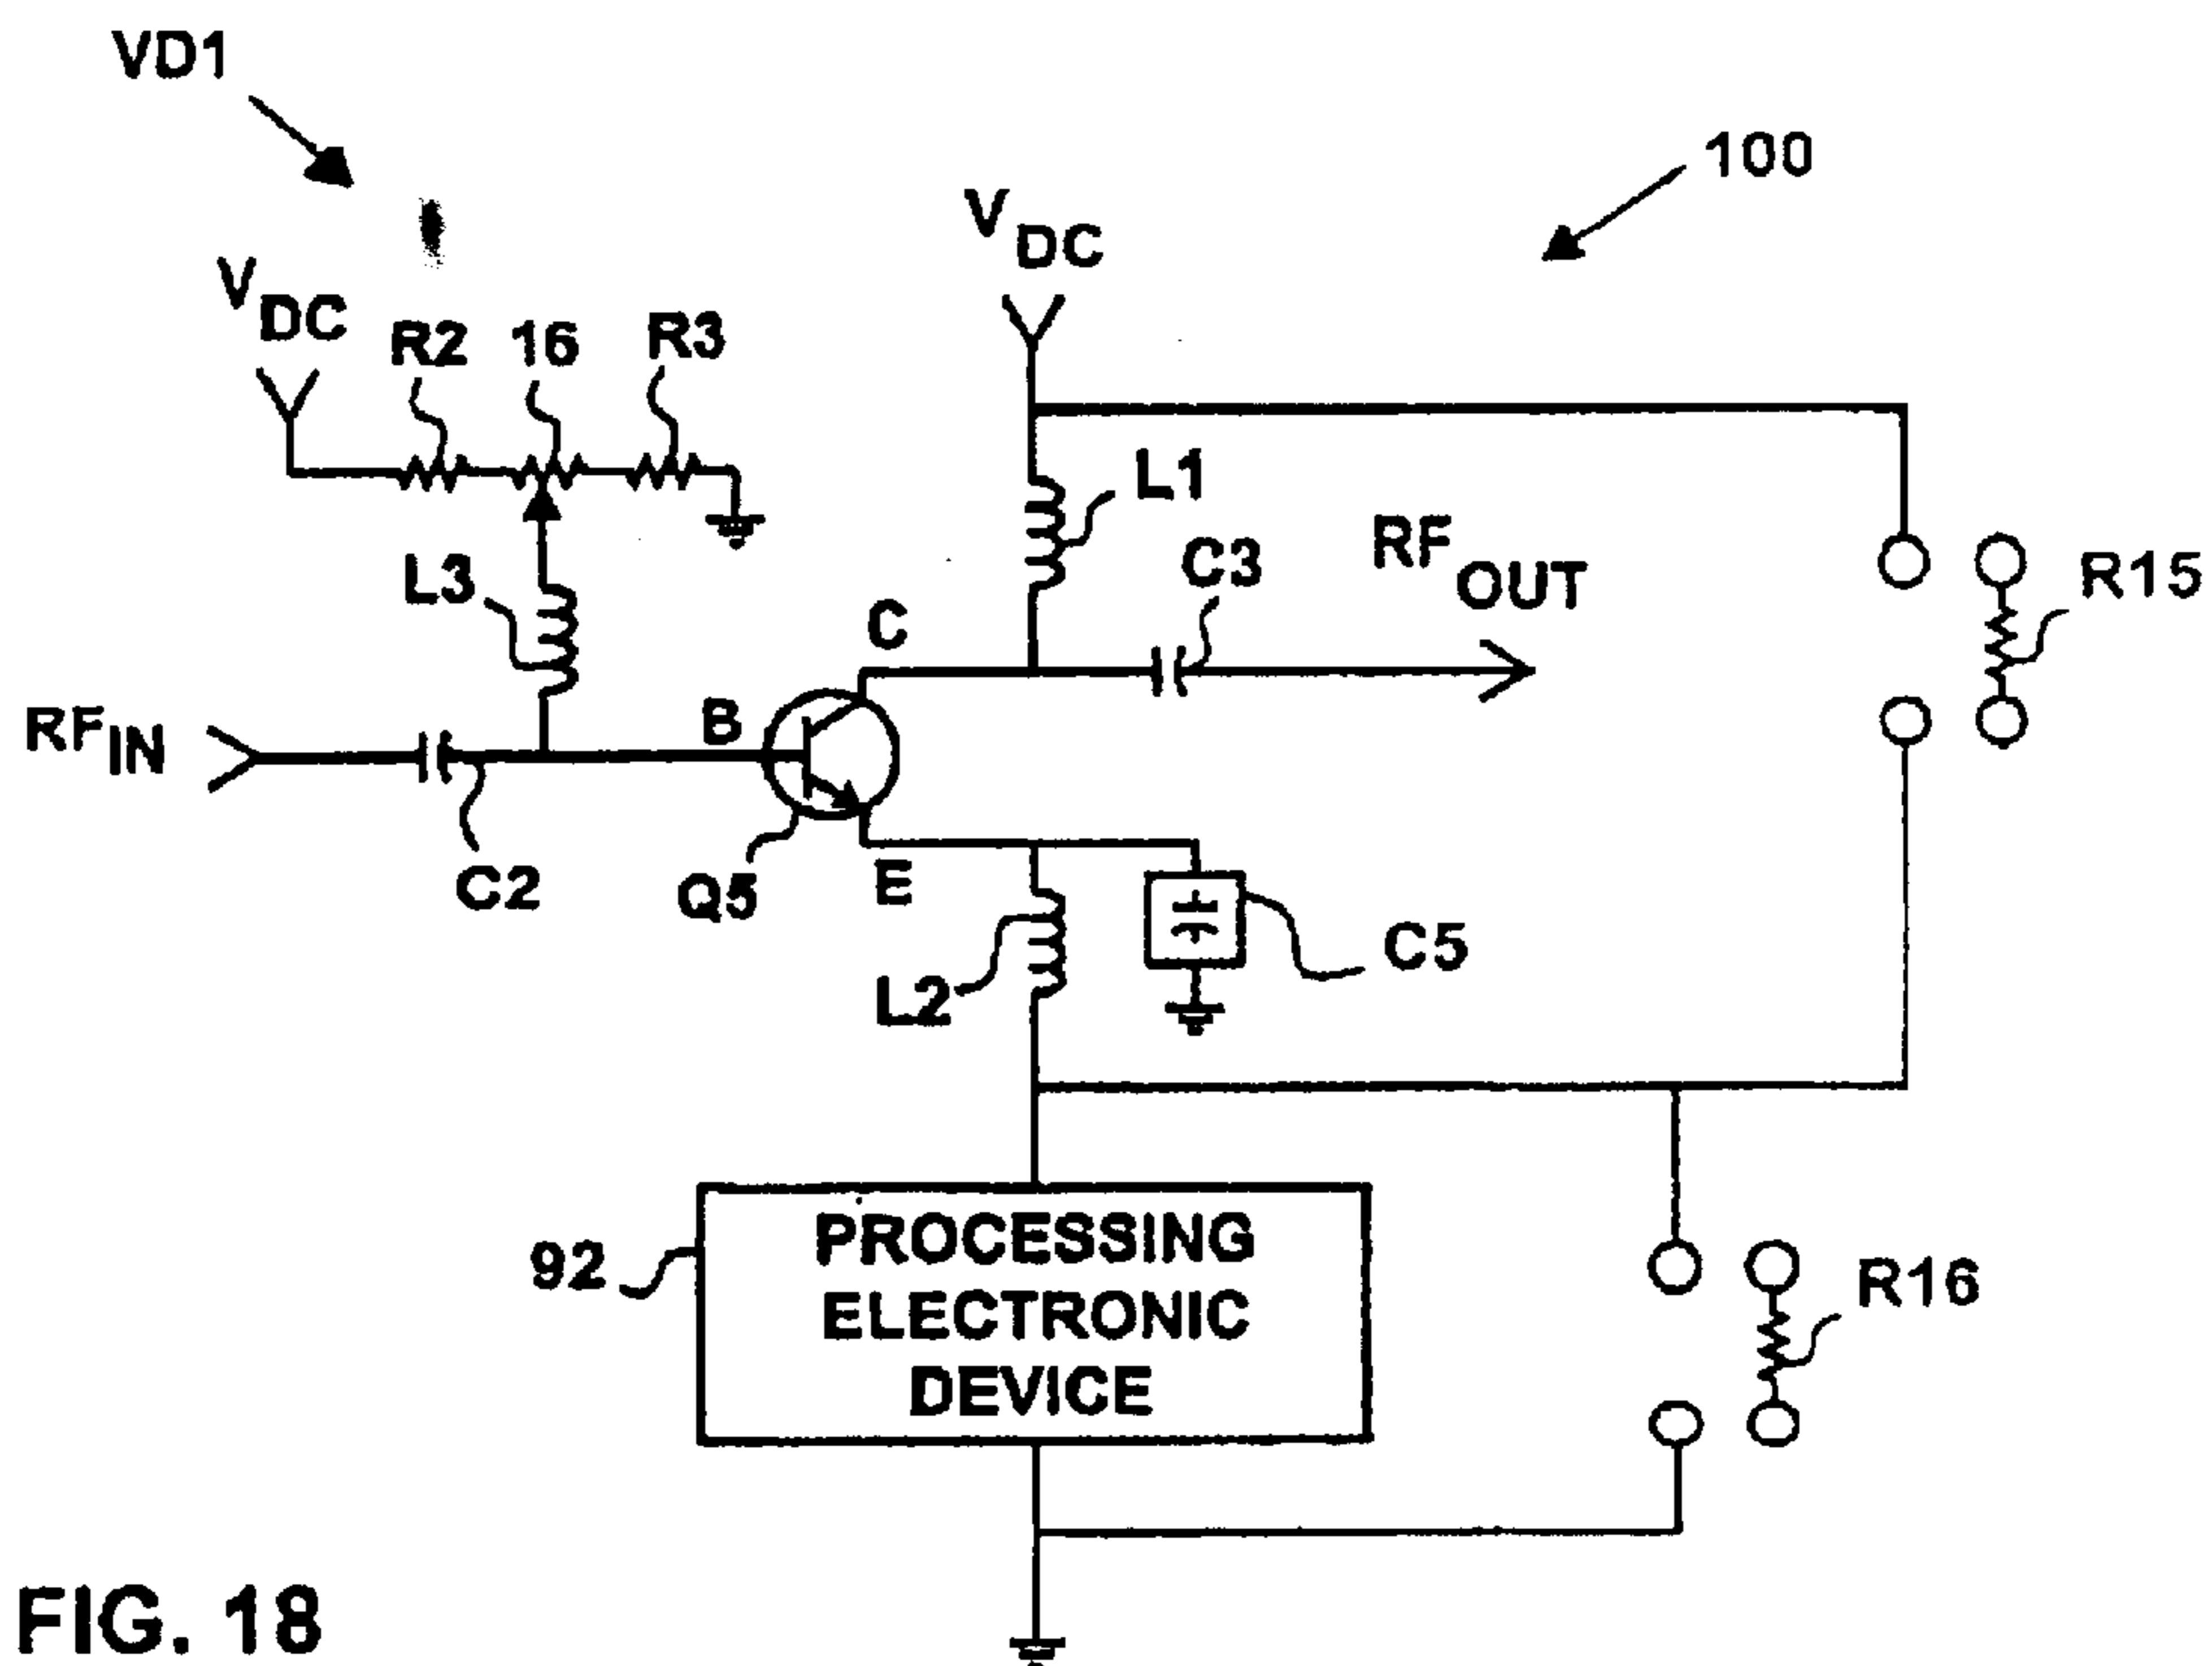 VD1
100
VDC
VDC
R2
16
R3
L1
L3
C3
RFOUT
R15
C
B
RFIN
C2
Q5
E
C5
L2
92
PROCESSING
ELECTRONIC
DEVICE
R16
FIG. 18